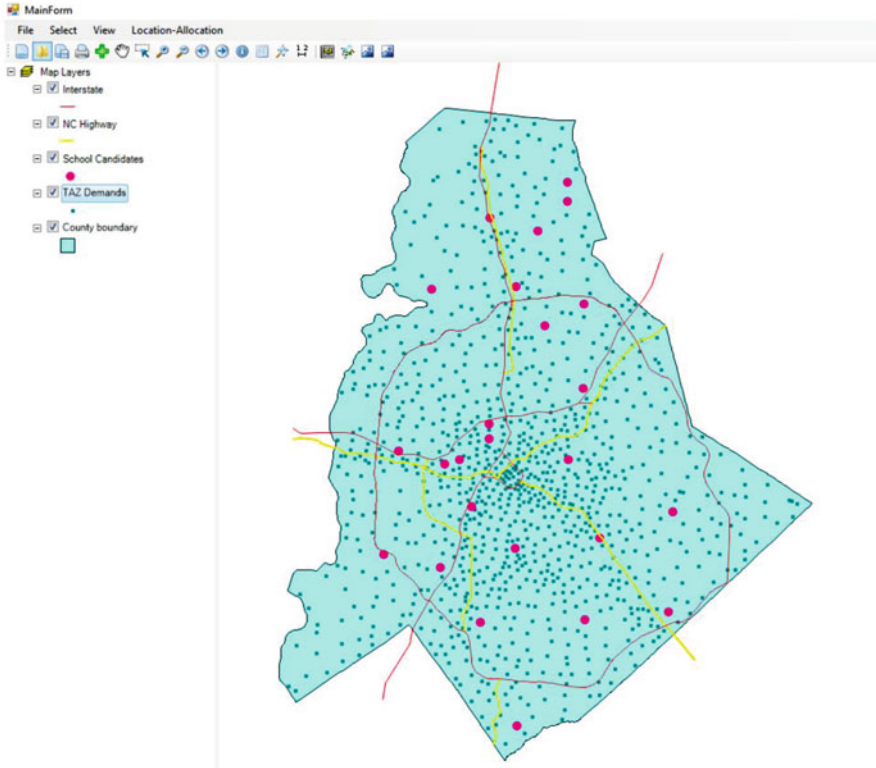 MainForm
File Select View Location-Allocation
Map Layers
Interstate
NC Highway
School Candidates
TAZ Demands
County boundary